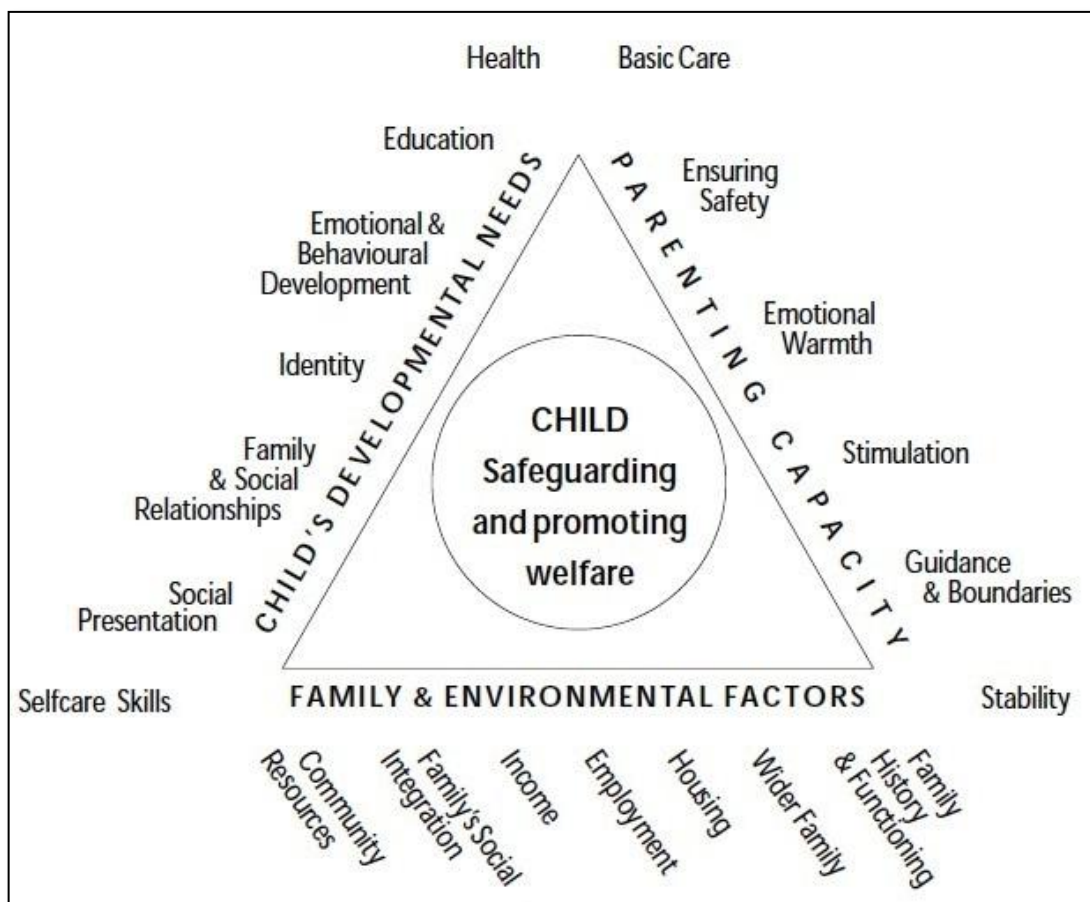 Health
Basic Care
Education
Ensuring
Safety
Emotional &
Behavioural
Development
Emotional
Warmth
Identity
Stimulation
Family
& Social
Relationships
Guidance
& Boundaries
Social
Presentation
Selfcare Skills
Stability
CHILD'S DEVELOPMENTAL NEEDS
PARENTING CAPACITY
CHILD
Safeguarding
and promoting
welfare
FAMILY & ENVIRONMENTAL FACTORS
Community
Resources
Family's Social
Integration
Income
Employment
Housing
Wider Family
Family
History
& Functioning